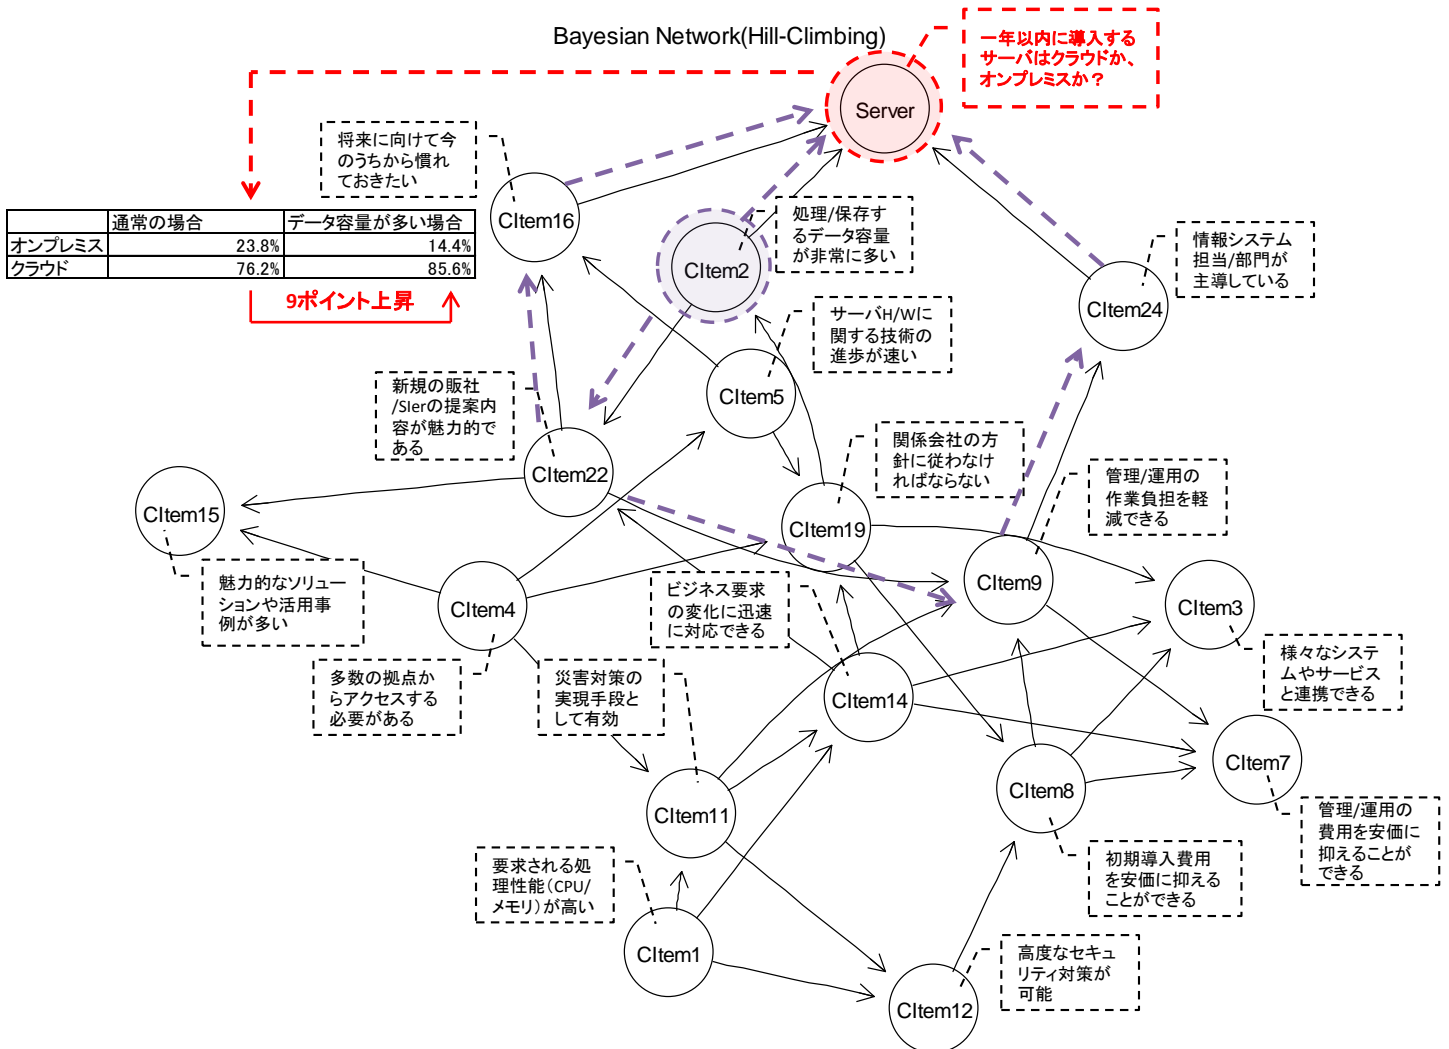 Bayesian Network(Hill-Climbing)
一年以内に導入する
サーバはクラウドか、
オンプレミスか？
Server
将来に向けて今
のうちから慣れ
ておきたい
CItem16
通常の場合 データ容量が多い場合
オンプレミス 23.8% 14.4%
クラウド 76.2% 85.6%
9ポイント上昇
処理/保存す
るデータ容量
が非常に多い
CItem2
情報システム
担当/部門が
主導している
CItem24
サーバH/Wに
関する技術の
進歩が速い
CItem5
新規の販社
/SIerの提案内
容が魅力的で
ある
CItem22
関係会社の方
針に従わなけ
ればならない
CItem19
管理/運用の
作業負担を軽
減できる
CItem9
CItem15
魅力的なソリュー
ションや活用事
例が多い
CItem4
多数の拠点か
らアクセスする
必要がある
ビジネス要求
の変化に迅速
に対応できる
CItem14
CItem3
様々なシステ
ムやサービス
と連携できる
災害対策の
実現手段と
して有効
CItem11
CItem7
管理/運用の
費用を安価に
抑えることが
できる
CItem8
初期導入費用
を安価に抑える
ことができる
要求される処
理性能（CPU/
メモリ）が高い
CItem1
高度なセキュ
リティ対策が
可能
CItem12